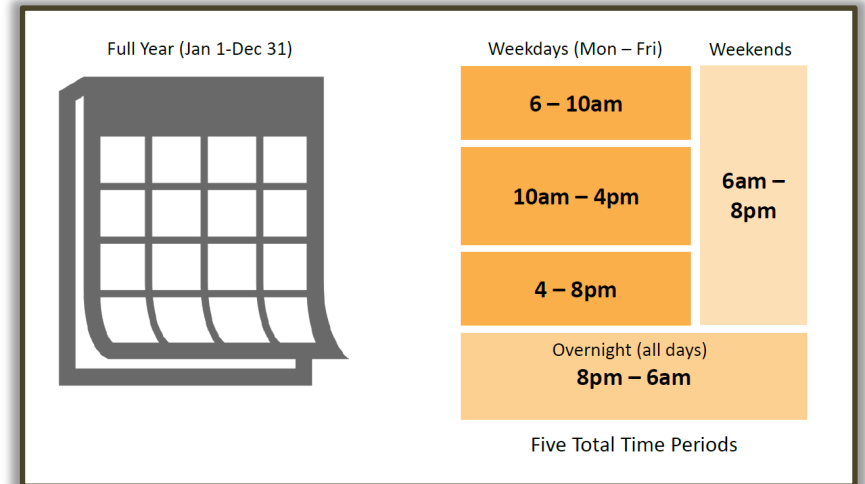 Full Year (Jan 1-Dec 31)
Weekdays (Mon – Fri)
Weekends
6 – 10am
10am – 4pm
4 – 8pm
6am –
8pm
Overnight (all days)
8pm – 6am
Five Total Time Periods